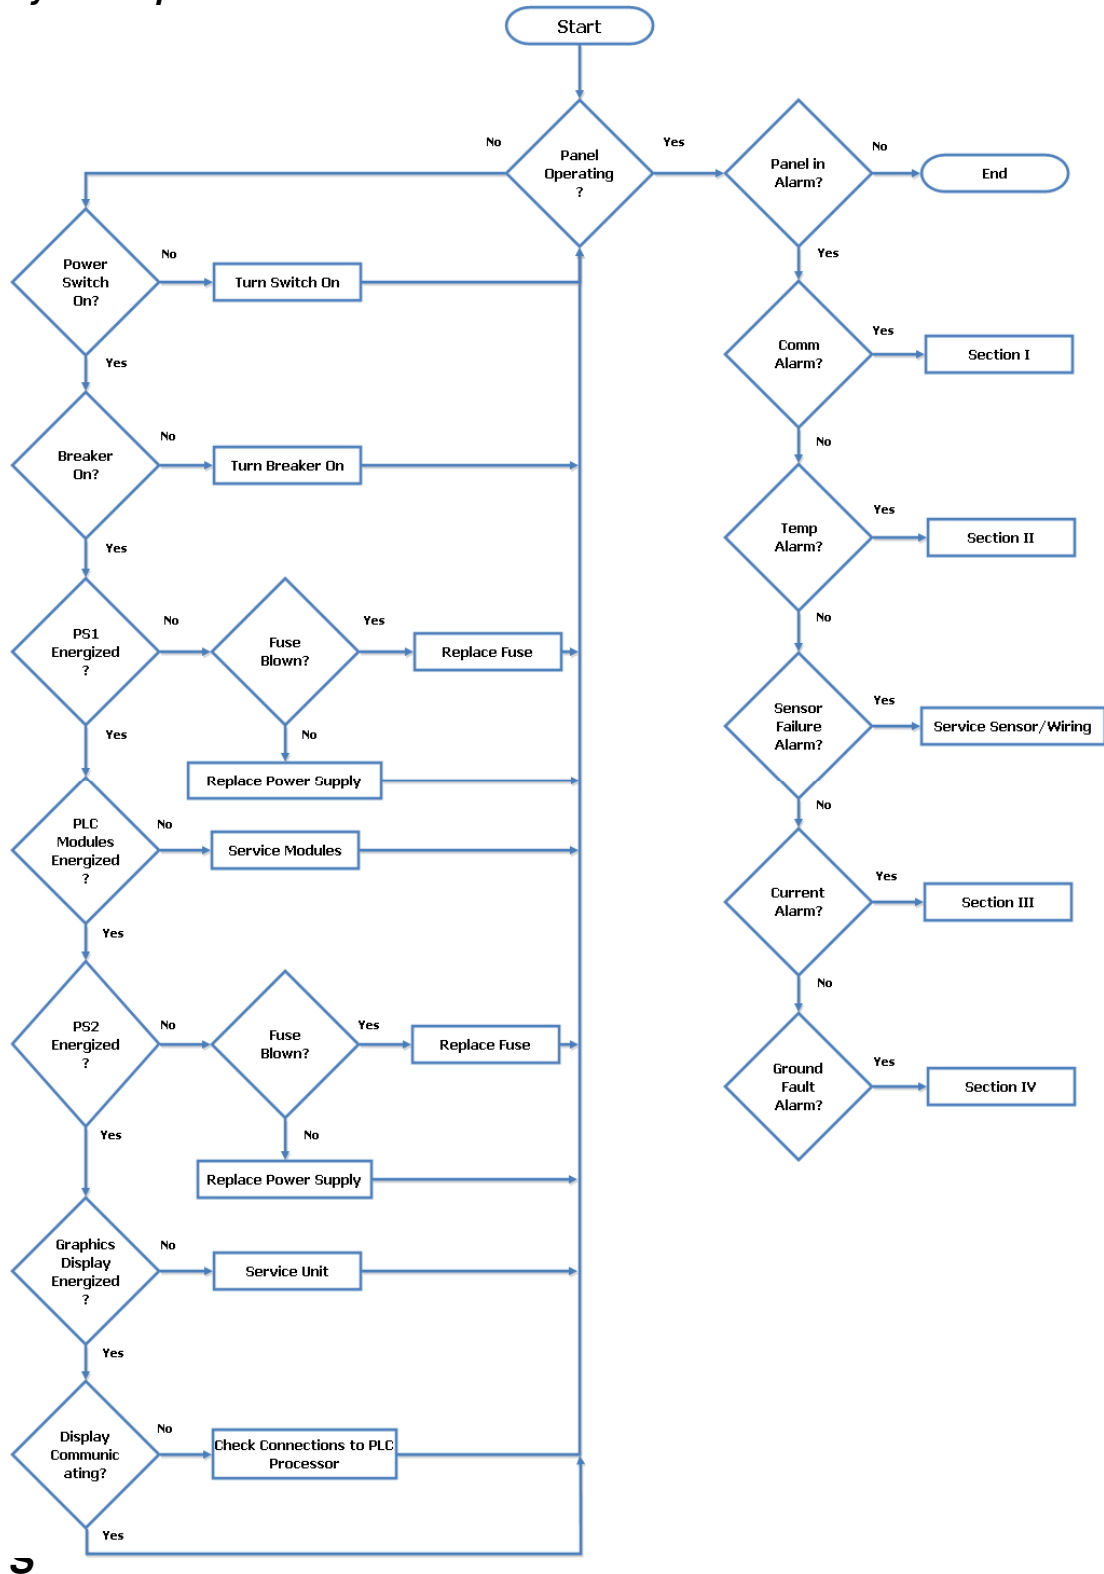 Start
No
Yes
Panel
Operating
?
Panel in
Alarm?
No
End
Yes
Power
Switch
On?
No
Turn Switch On
Yes
Comm
Alarm?
Yes
Section I
No
Breaker
On?
No
Turn Breaker On
Yes
Temp
Alarm?
Yes
Section II
No
PS1
Energized
?
No
Fuse
Blown?
Yes
Replace Fuse
No
Replace Power Supply
Yes
Sensor
Failure
Alarm?
Yes
Service Sensor/Wiring
No
PLC
Modules
Energized
?
No
Service Modules
Yes
Current
Alarm?
Yes
Section III
No
PS2
Energized
?
No
Fuse
Blown?
Yes
Replace Fuse
No
Replace Power Supply
Yes
Ground
Fault
Alarm?
Yes
Section IV
Graphics
Display
Energized
?
No
Service Unit
Yes
Display
Communic
ating?
No
Check Connections to PLC
Processor
Yes
S